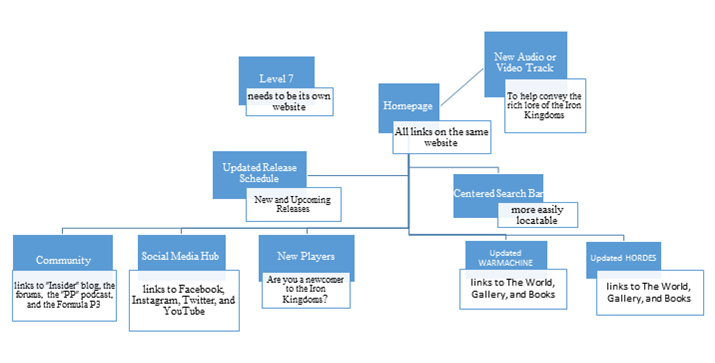 New Audio or
Video Track
To help convey the
rich lore of the Iron
Kingdoms
Level 7
needs to be its own
website
Homepage
All links on the same
website
Updated Release
Schedule
New and Upcoming
Releases
Centered Search Bar
more easily
locatable
Community
links to "Insider" blog, the
forums, the "PP" podcast,
and the Formula P3
Social Media Hub
links to Facebook,
Instagram, Twitter, and
YouTube
New Players
Are you a newcomer
to the Iron
Kingdoms?
Updated
WARMACHINE
links to The World,
Gallery, and Books
Updated HORDES
links to The World,
Gallery, and Books